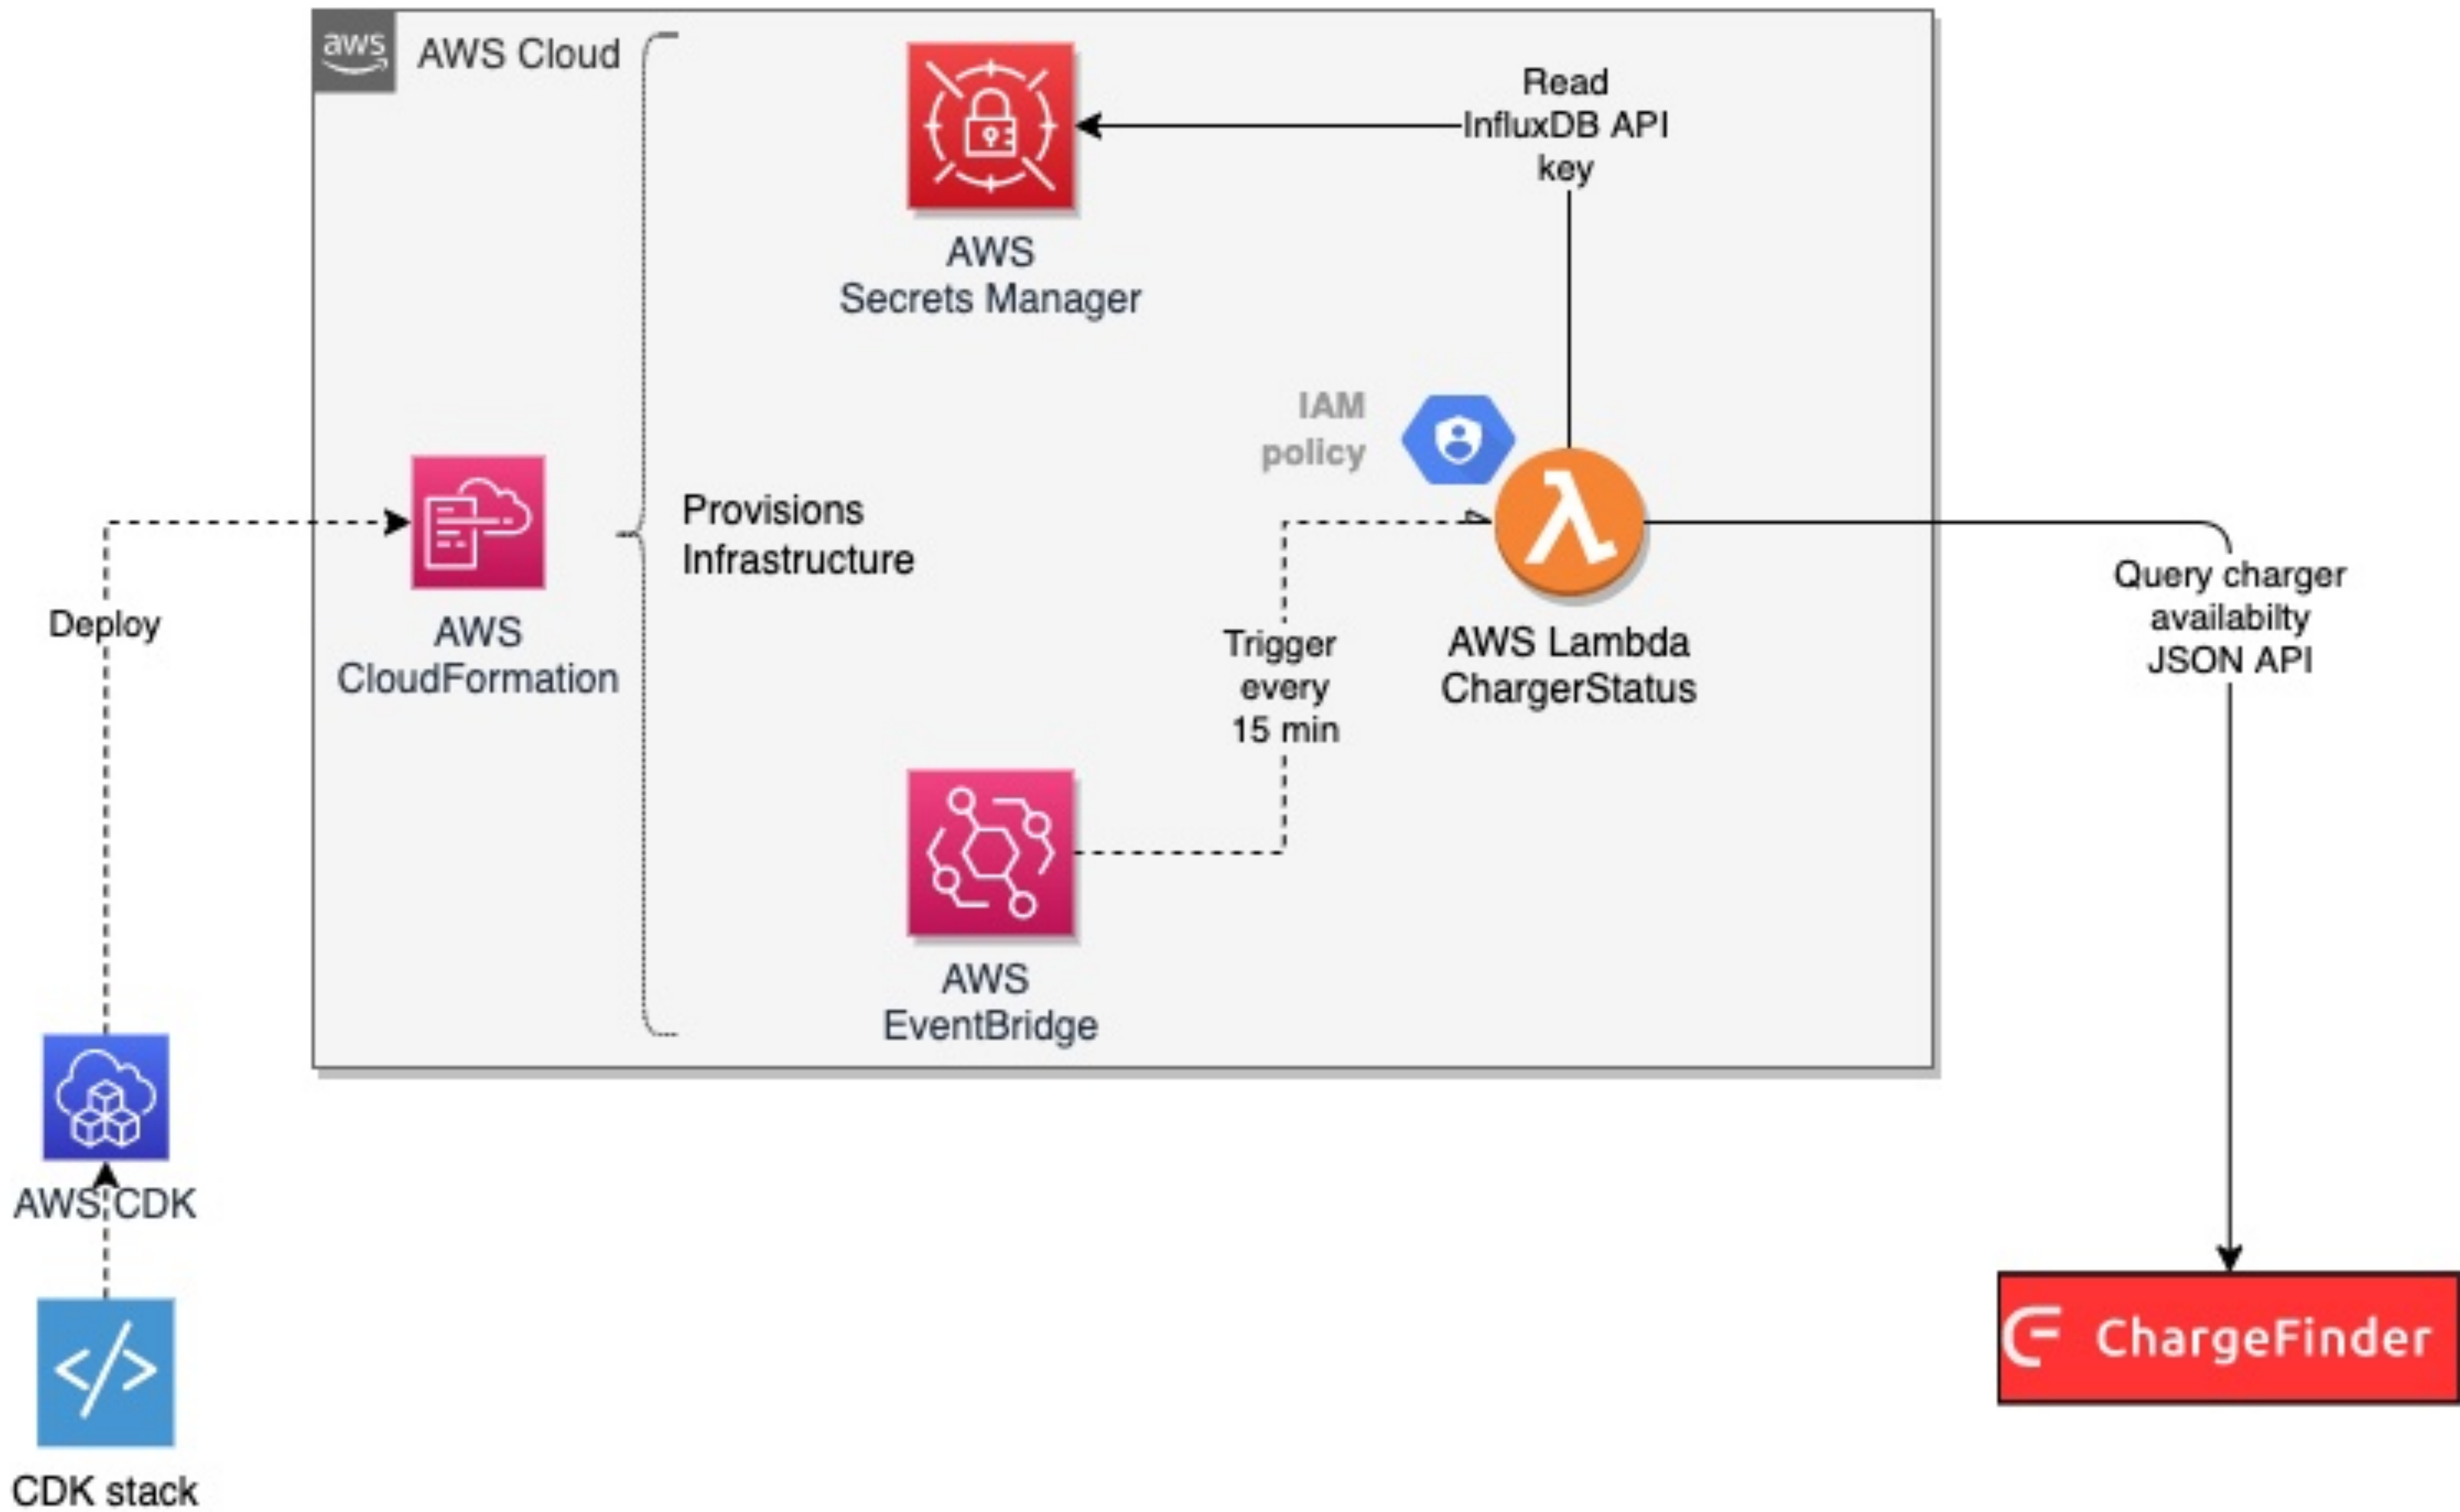 aws
AWS Cloud
Read
InfluxDB API
key
AWS
Secrets Manager
IAM
policy
Provisions
Infrastructure
Deploy
AWS
CloudFormation
Trigger
every
15 min
AWS Lambda
ChargerStatus
Query charger
availabilty
JSON API
AWS
EventBridge
AWS CDK
ChargeFinder
CDK stack